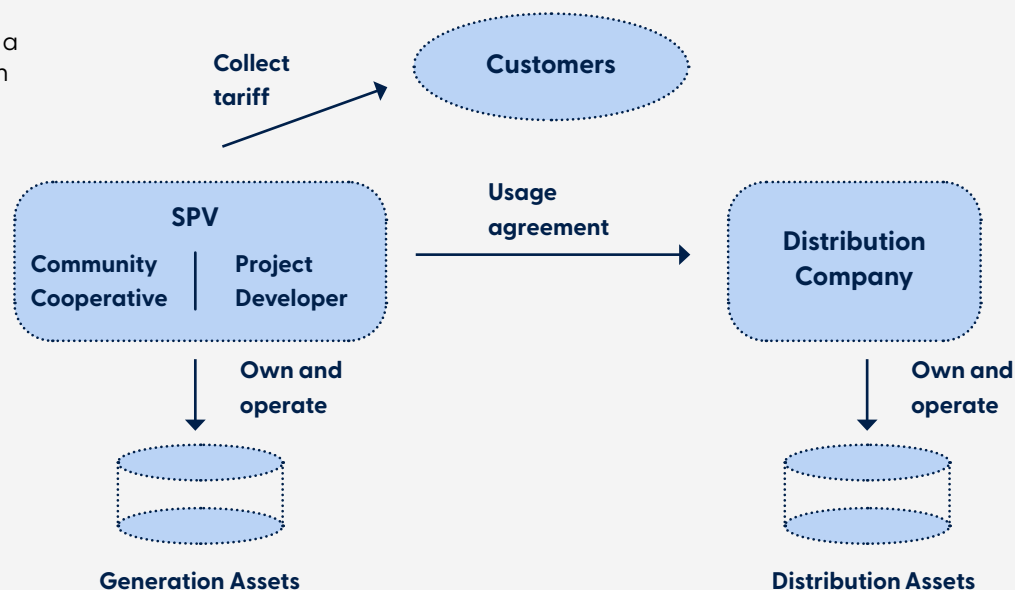 a
Collect
tariff
Customers
SPV
Community
Cooperative
Project
Developer
Usage
agreement
Distribution
Company
Own and
operate
Own and
operate
Generation Assets
Distribution Assets